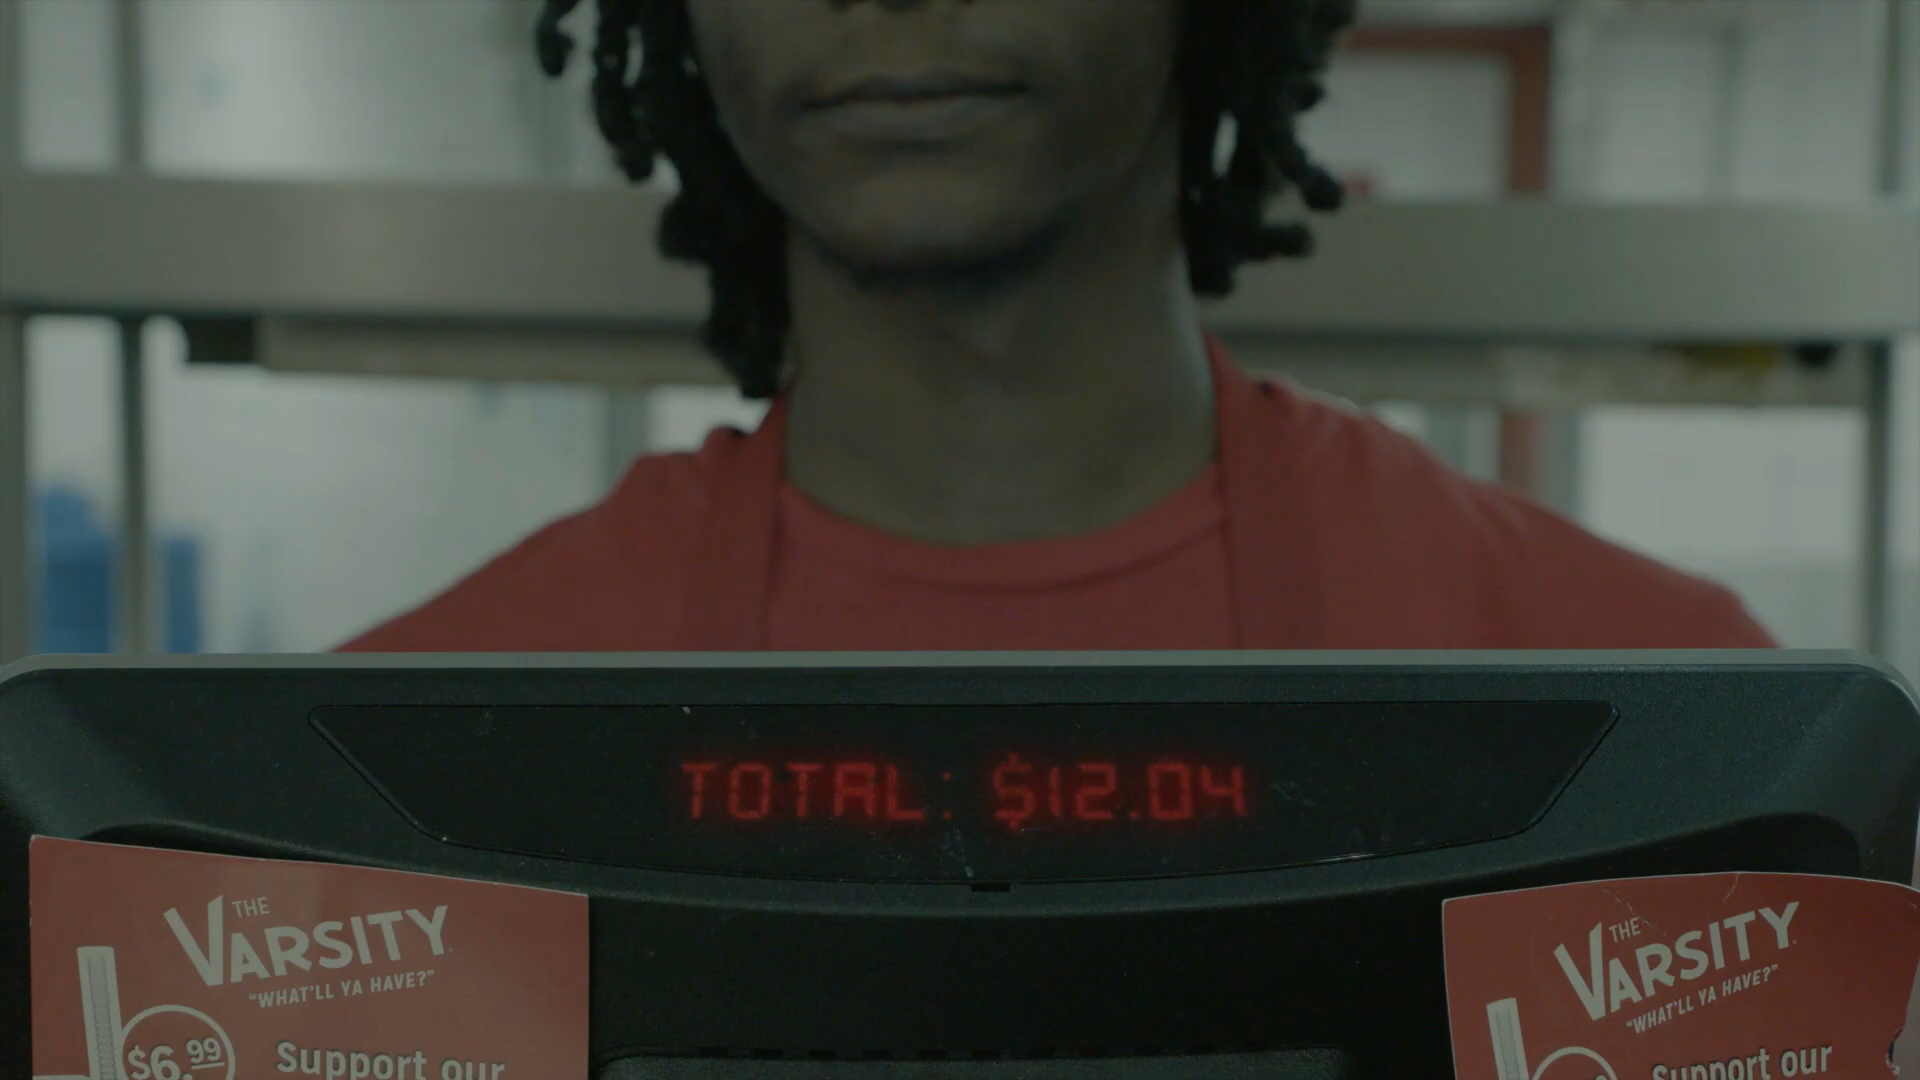 TOTAL: $12.04
THE
VARSITY
"WHAT'LL YA HAVE?"
$6.99
Support our
THE
VARSITY
"WHAT'LL YA HAVE?"
Support our